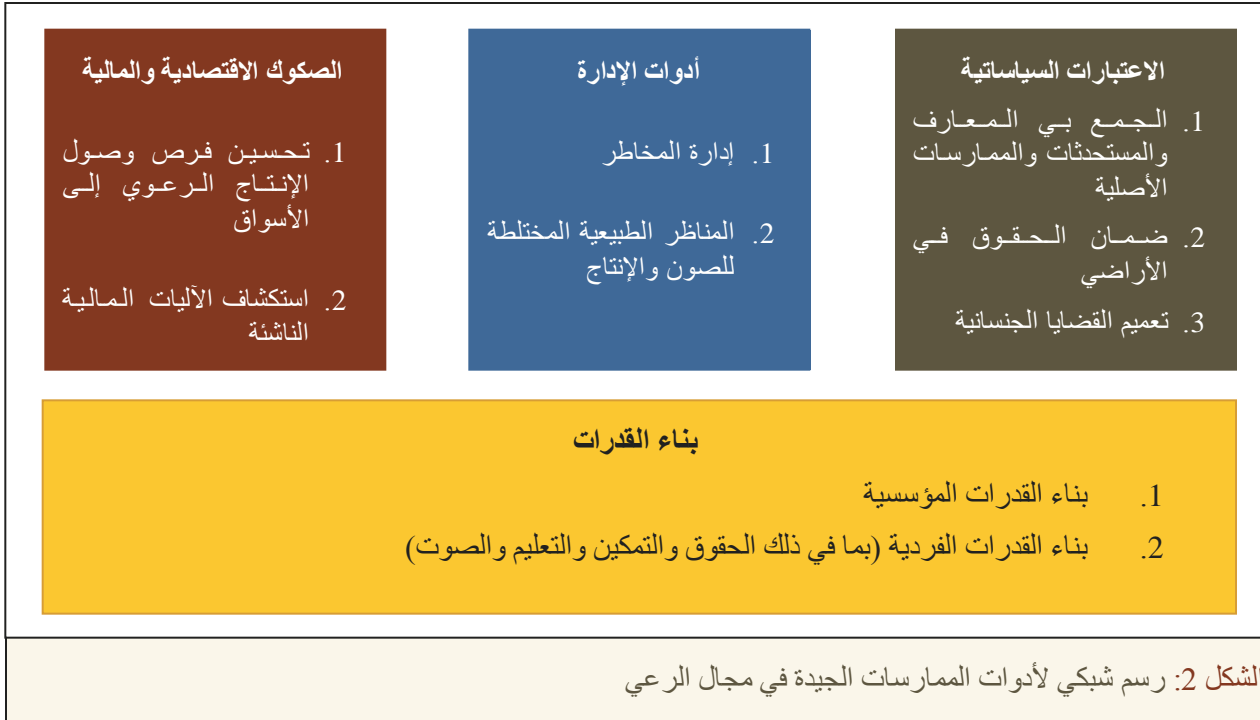 الاعتبارات السياساتية
1. الجمع بي المعارف
والمستحدثات والممارسات
الأصلية
2. ضمان الحقوق في
الأراضي
3. تعميم القضايا الجنسانية
أدوات الإدارة
1. إدارة المخاطر
2. المناظر الطبيعية المختلطة
للصون والإنتاج
الصكوك الاقتصادية والمالية
1. تحسين فرص وصول
الإنتاج الرعوي إلى
الأسواق
2. استكشاف الآليات المالية
الناشئة
بناء القدرات
1. بناء القدرات المؤسسية
2. بناء القدرات الفردية (بما في ذلك الحقوق والتمكين والتعليم والصوت)
الشكل 2: رسم شبكي لأدوات الممارسات الجيدة في مجال الرعي